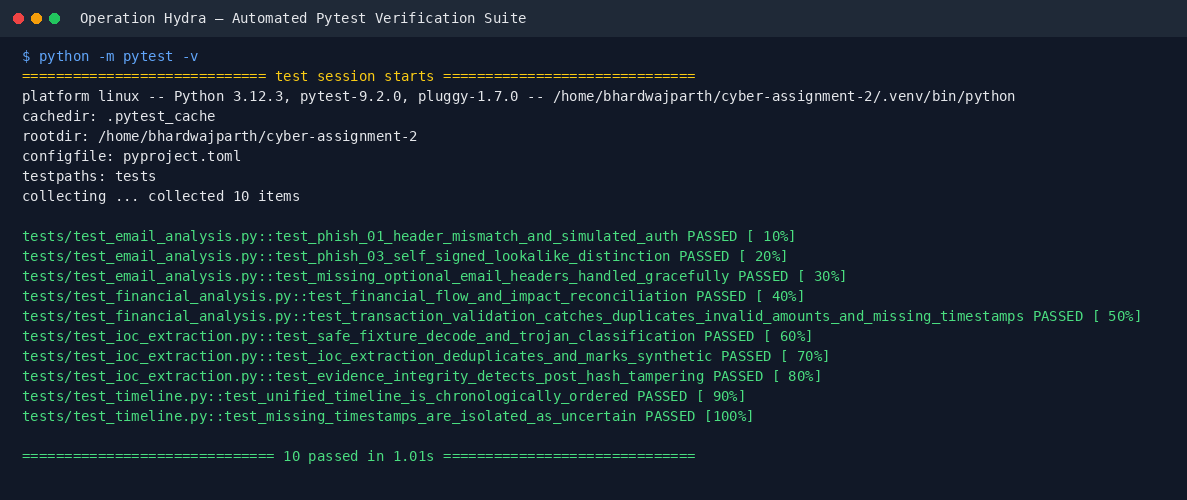 Operation Hydra — Automated Pytest Verification Suite
$ python -m pytest -v
============================= test session starts ==============================
platform linux -- Python 3.12.3, pytest-9.2.0, pluggy-1.7.0 -- /home/bhardwajparth/cyber-assignment-2/.venv/bin/python
cachedir: .pytest_cache
rootdir: /home/bhardwajparth/cyber-assignment-2
configfile: pyproject.toml
testpaths: tests
collecting ... collected 10 items
tests/test_email_analysis.py::test_phish_01_header_mismatch_and_simulated_auth PASSED [ 10%]
tests/test_email_analysis.py::test_phish_03_self_signed_lookalike_distinction PASSED [ 20%]
tests/test_email_analysis.py::test_missing_optional_email_headers_handled_gracefully PASSED [ 30%]
tests/test_financial_analysis.py::test_financial_flow_and_impact_reconciliation PASSED [ 40%]
tests/test_financial_analysis.py::test_transaction_validation_catches_duplicates_invalid_amounts_and_missing_timestamps PASSED [ 50%]
tests/test_ioc_extraction.py::test_safe_fixture_decode_and_trojan_classification PASSED [ 60%]
tests/test_ioc_extraction.py::test_ioc_extraction_deduplicates_and_marks_synthetic PASSED [ 70%]
tests/test_ioc_extraction.py::test_evidence_integrity_detects_post_hash_tampering PASSED [ 80%]
tests/test_timeline.py::test_unified_timeline_is_chronologically_ordered PASSED [ 90%]
tests/test_timeline.py::test_missing_timestamps_are_isolated_as_uncertain PASSED [100%]
============================== 10 passed in 1.01s ==============================